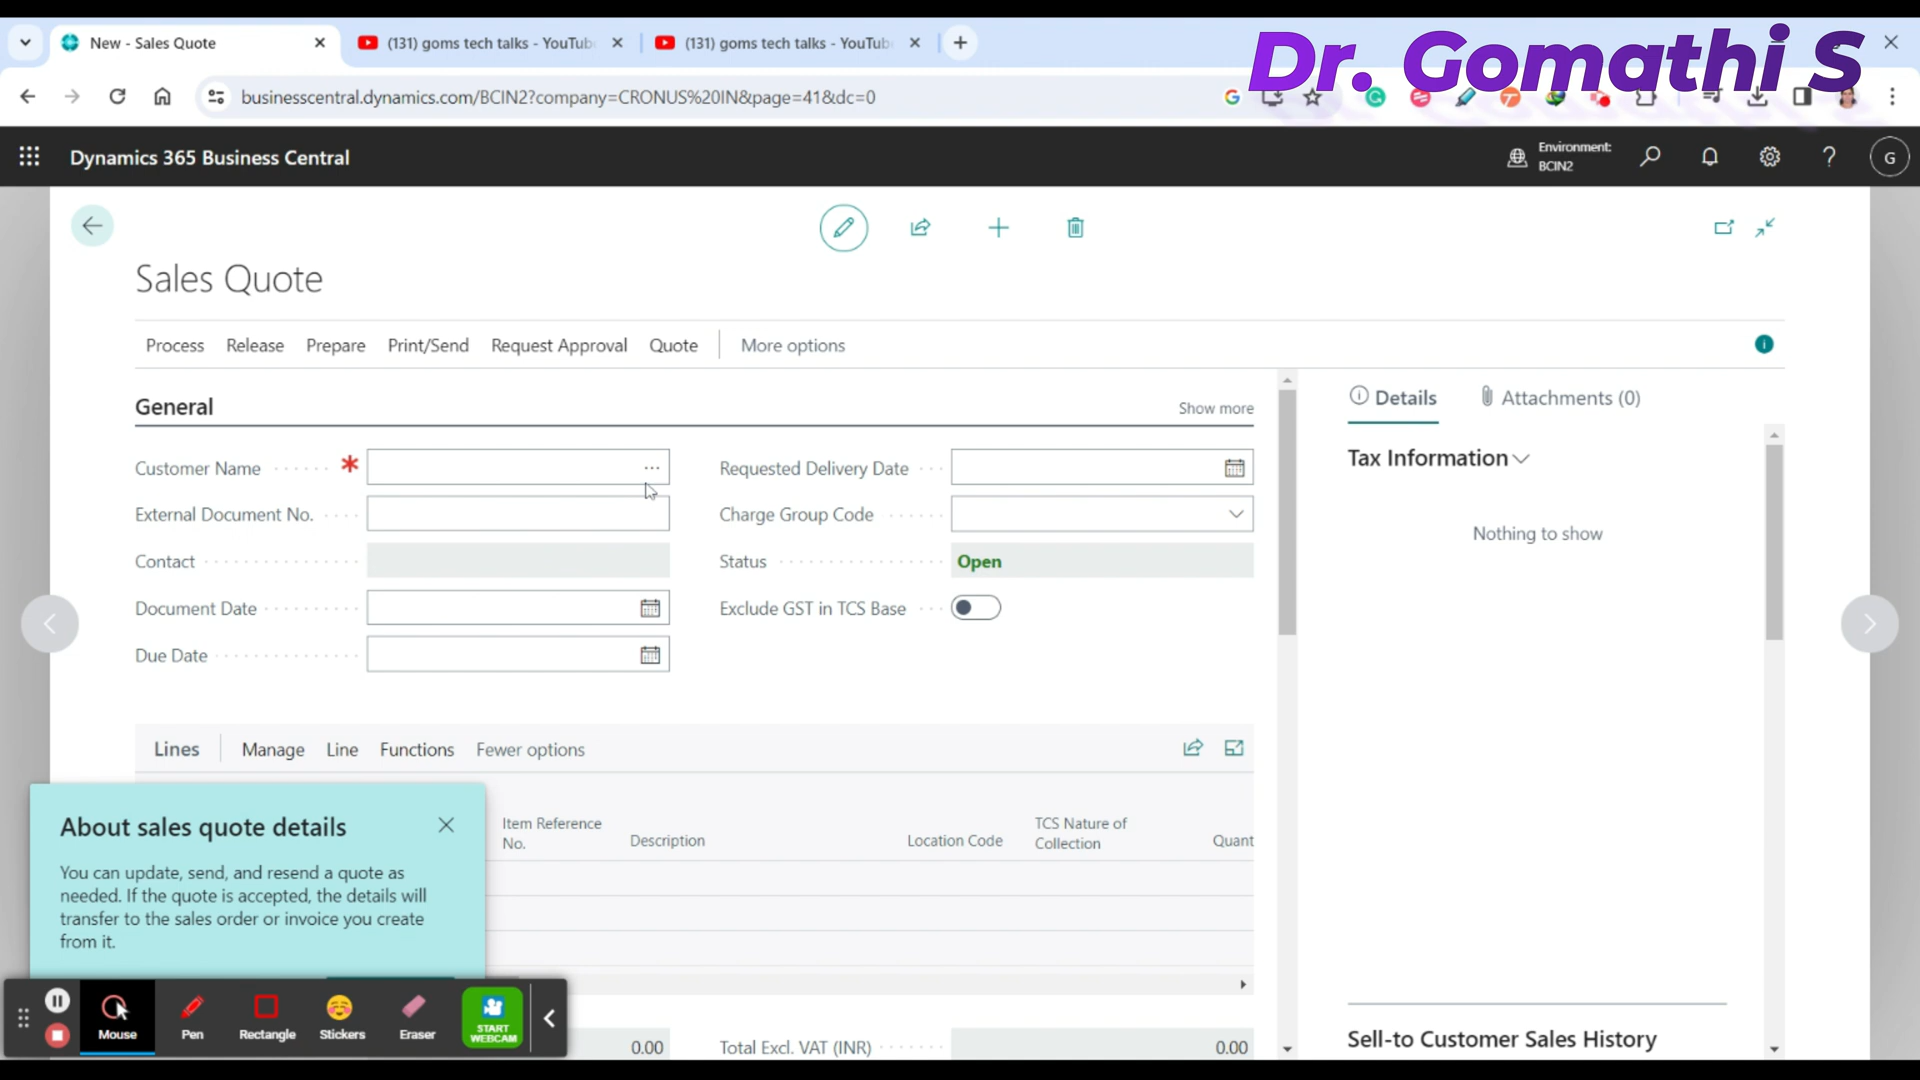 New - Sales Quote
(131) goms tech talks - YouTub
(131) goms tech talks - YouTub
Dr. Gomathi S
businesscentral.dynamics.com/BCIN2?company=CRONUS%20IN&page=41&dc=0
Dynamics 365 Business Central
Environment:
BCIN2
G
Sales Quote
Process
Release
Prepare
Print/Send
Request Approval
Quote
More options
General
Show more
Customer Name
External Document No.
Contact
Document Date
Due Date
Requested Delivery Date
Charge Group Code
Status
Open
Exclude GST in TCS Base
Details
Attachments (0)
Tax Information
Nothing to show
Lines
Manage
Line
Functions
Fewer options
Item Reference
No.
Description
Location Code
TCS Nature of
Collection
Quant
About sales quote details
You can update, send, and resend a quote as
needed. If the quote is accepted, the details will
transfer to the sales order or invoice you create
from it.
Mouse
Pen
Rectangle
Stickers
Eraser
START
WEBCAM
0.00
Total Excl. VAT (INR)
0.00
Sell-to Customer Sales History